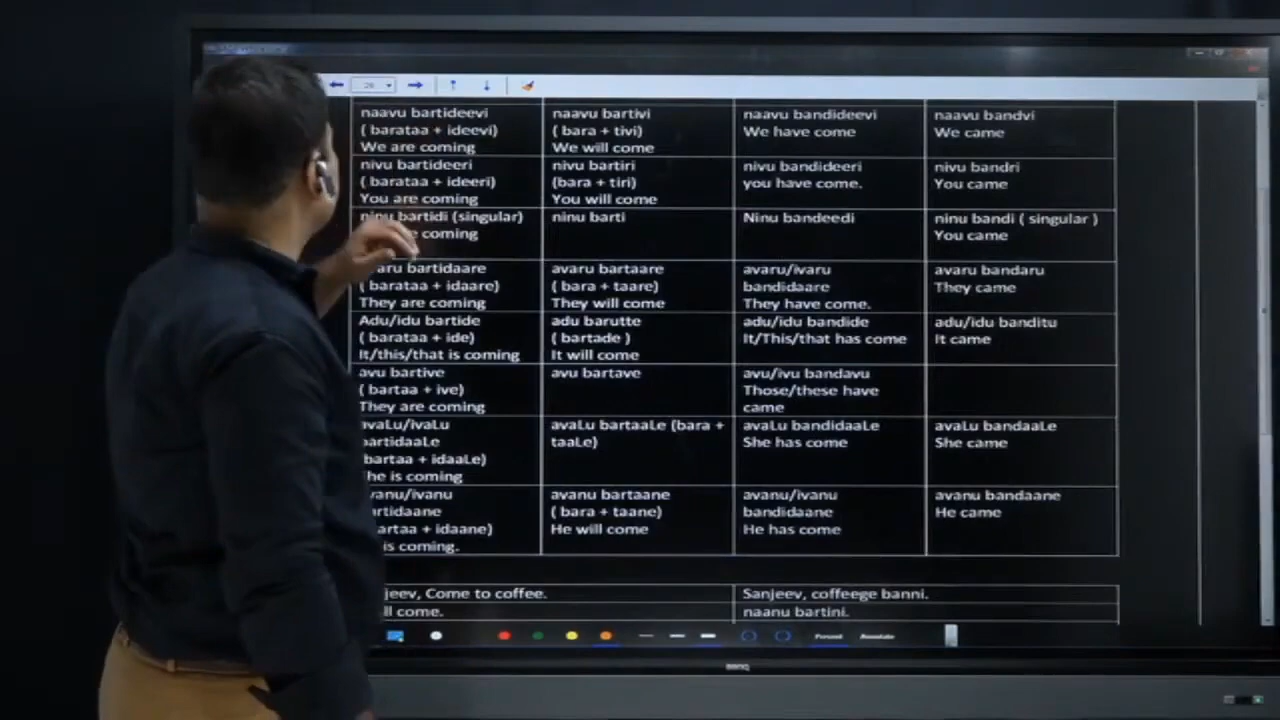 26
naavu bartideevi
( barataa + ideevi)
We are coming
naavu bartivi
( bara + tivi)
We will come
naavu bandideevi
We have come
naavu bandvi
We came
nivu bartideeri
( barataa + ideeri)
You are coming
nivu bartiri
(bara + tiri)
You will come
nivu bandideeri
you have come.
nivu bandri
You came
ninu bartidi (singular)
coming
ninu barti
Ninu bandeedi
ninu bandi ( singular )
You came
bartidaare
( barataa + idaare)
They are coming
avaru bartaare
( bara + taare)
They will come
avaru/ivaru
bandidaare
They have come.
avaru bandaru
They came
Adu/idu bartide
( barataa + ide)
It/this/that is coming
adu barutte
( bartade )
It will come
adu/idu bandide
It/This/that has come
adu/idu banditu
It came
avu bartive
( bartaa + ive)
They are coming
avu bartave
avu/ivu bandavu
Those/these have
came
avaLu/ivaLu
partidaaLe
bartaa + idaaLe)
he is coming
avaLu bartaaLe (bara +
taaLe)
avaLu bandidaaLe
She has come
avaLu bandaaLe
She came
vanu/ivanu
rtidaane
artaa + idaane)
is coming.
avanu bartaane
( bara + taane)
He will come
avanu/ivanu
bandidaane
He has come
avanu bandaane
He came
jeev, Come to coffee.
Sanjeev, coffeege banni.
ll come.
naanu bartini.
Present
Annotate
BenQ